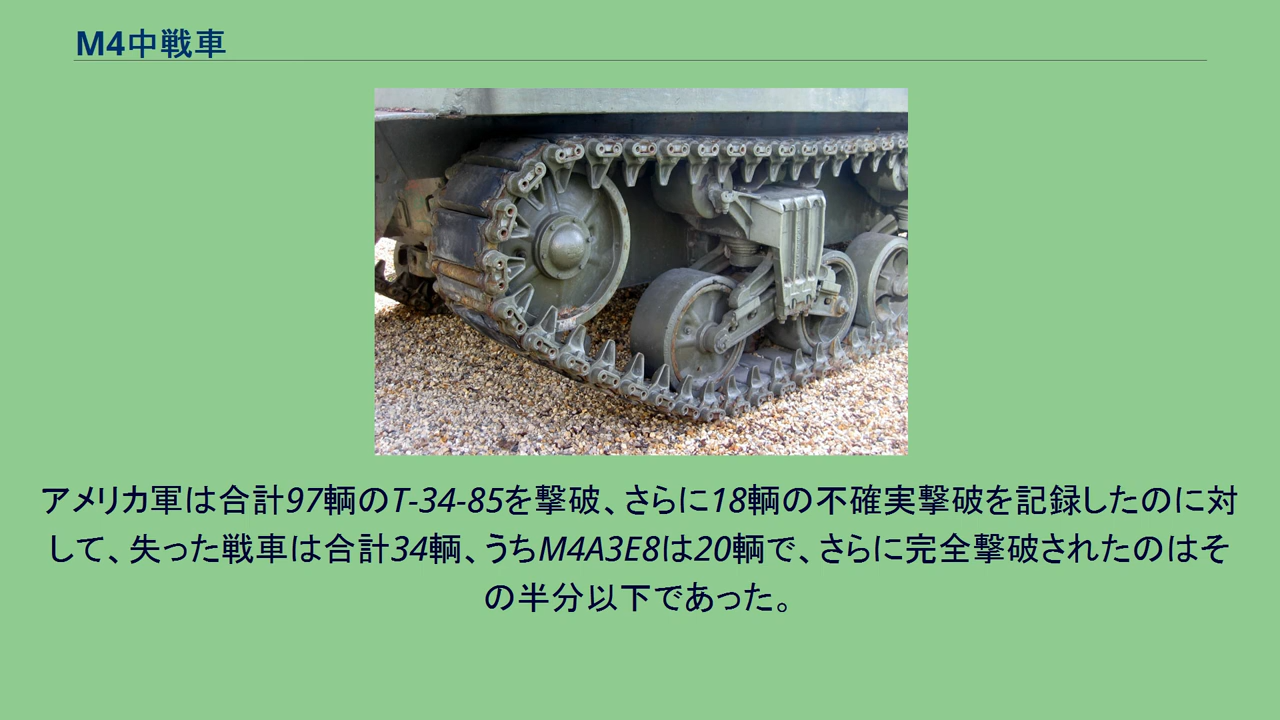 M4中戦車
アメリカ軍は合計97輌のT-34-85を撃破、さらに18輌の不確実撃破を記録したのに対
して、失った戦車は合計34輌、うちM4A3E8は20輌で、さらに完全撃破されたのはそ
の半分以下であった。